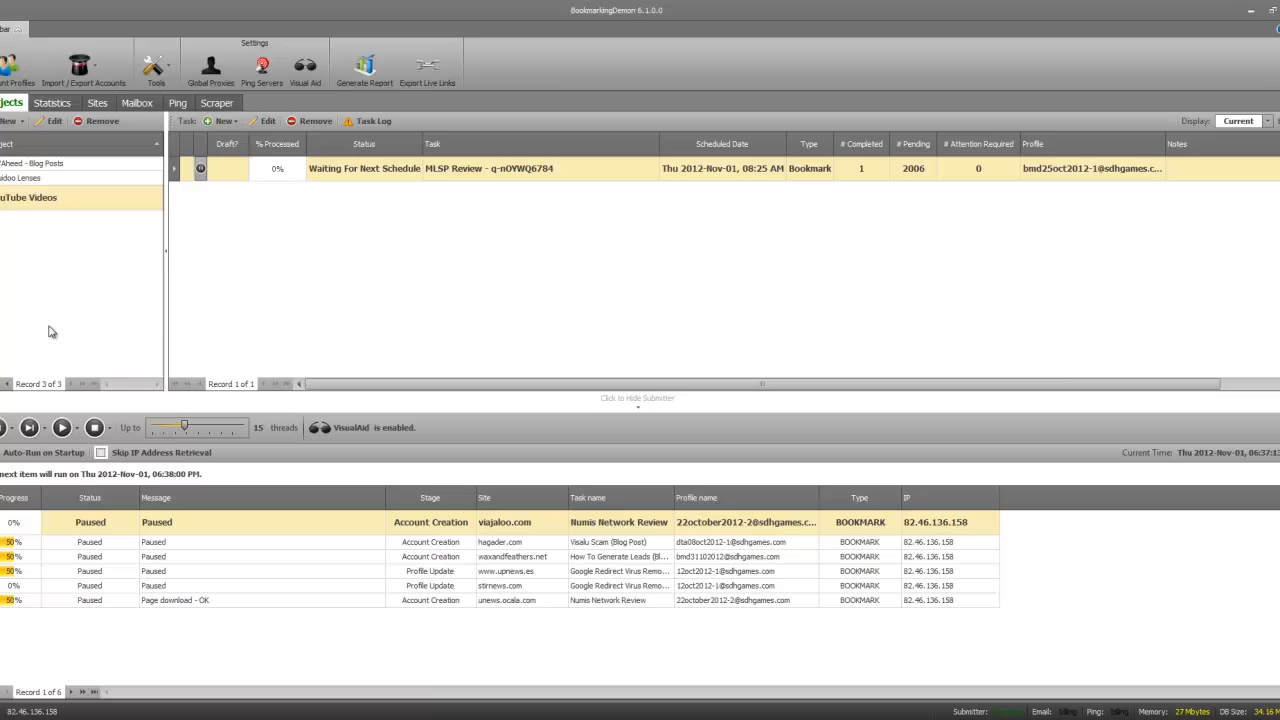 BookmarkingDemon 6.1.0.0
bar
Settings
unt Profiles Import / Export Accounts Tools Global Proxies Ping Servers Visual Aid Generate Report Export Live Links
jects Statistics Sites Mailbox Ping Scraper
New Edit Remove Task: New Edit Remove Task Log Display: Current
ject Draft? % Processed Status Task Scheduled Date Type # Completed # Pending # Attention Required Profile Notes
Aheed - Blog Posts
idoo Lenses
0% Waiting For Next Schedule MLSP Review - q-nOYWQ6784 Thu 2012-Nov-01, 08:25 AM Bookmark 1 2006 0 bmd25oct2012-1@sdhgames.c...
uTube Videos
Record 3 of 3 Record 1 of 1
Click to Hide Submitter
Up to 15 threads VisualAid is enabled.
Auto-Run on Startup Skip IP Address Retrieval Current Time: Thu 2012-Nov-01, 06:37:13
next item will run on Thu 2012-Nov-01, 06:38:00 PM.
Progress Status Message Stage Site Task name Profile name Type IP
0% Paused Paused Account Creation viajaloo.com Numis Network Review 22october2012-2@sdhgames.c... BOOKMARK 82.46.136.158
50% Paused Paused Account Creation hagader.com Visalu Scam (Blog Post) dta08oct2012-1@sdhgames.com BOOKMARK 82.46.136.158
50% Paused Paused Account Creation waxandfeathers.net How To Generate Leads (Bl... bmd31102012@sdhgames.com BOOKMARK 82.46.136.158
50% Paused Paused Profile Update www.upnews.es Google Redirect Virus Remo... 12oct2012-1@sdhgames.com BOOKMARK 82.46.136.158
0% Paused Paused Profile Update stirnews.com Google Redirect Virus Remo... 12oct2012-1@sdhgames.com BOOKMARK 82.46.136.158
50% Paused Page download - OK Account Creation unews.ocala.com Numis Network Review 22october2012-2@sdhgames.com BOOKMARK 82.46.136.158
Record 1 of 6
82.46.136.158 Submitter: Email: Idling Ping: Idling Memory: 27 Mbytes DB Size: 34.16 M